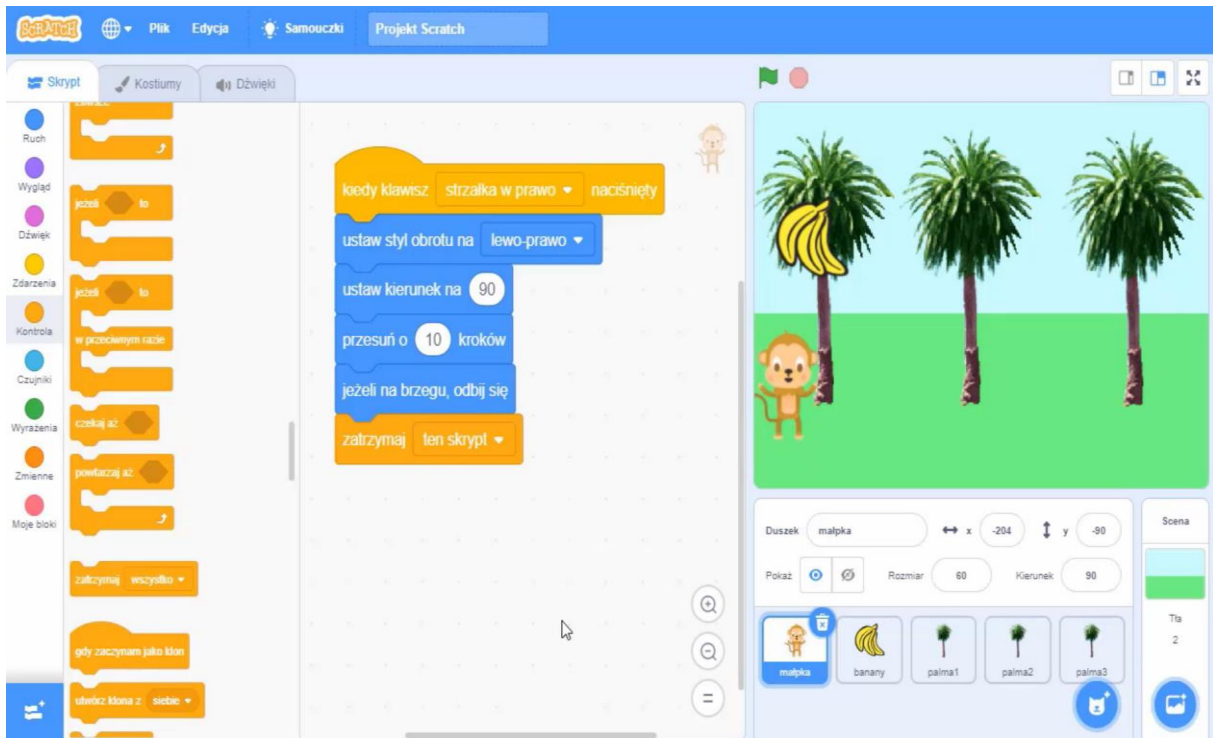 SCRATCH Plik Edycja Samouczki Projekt Scratch
Skrypt Kostiumy Dźwięki
Ruch
Wygląd
Dźwięk
Zdarzenia
Kontrola
Czujniki
Wyrażenia
Zmienne
Moje bloki
jeżeli to
jeżeli to
w przeciwnym razie
czekaj aż
powtarzaj aż
zatrzymaj wszystko
gdy zaczynam jako klon
utwórz klona z siebie
kiedy klawisz strzałka w prawo naciśnięty
ustaw styl obrotu na lewo-prawo
ustaw kierunek na 90
przesuń o 10 kroków
jeżeli na brzegu, odbij się
zatrzymaj ten skrypt
Duszek małpka x -204 y -90
Pokaż Rozmiar 60 Kierunek 90
małpka banany palma1 palma2 palma3
Scena
Tła
2